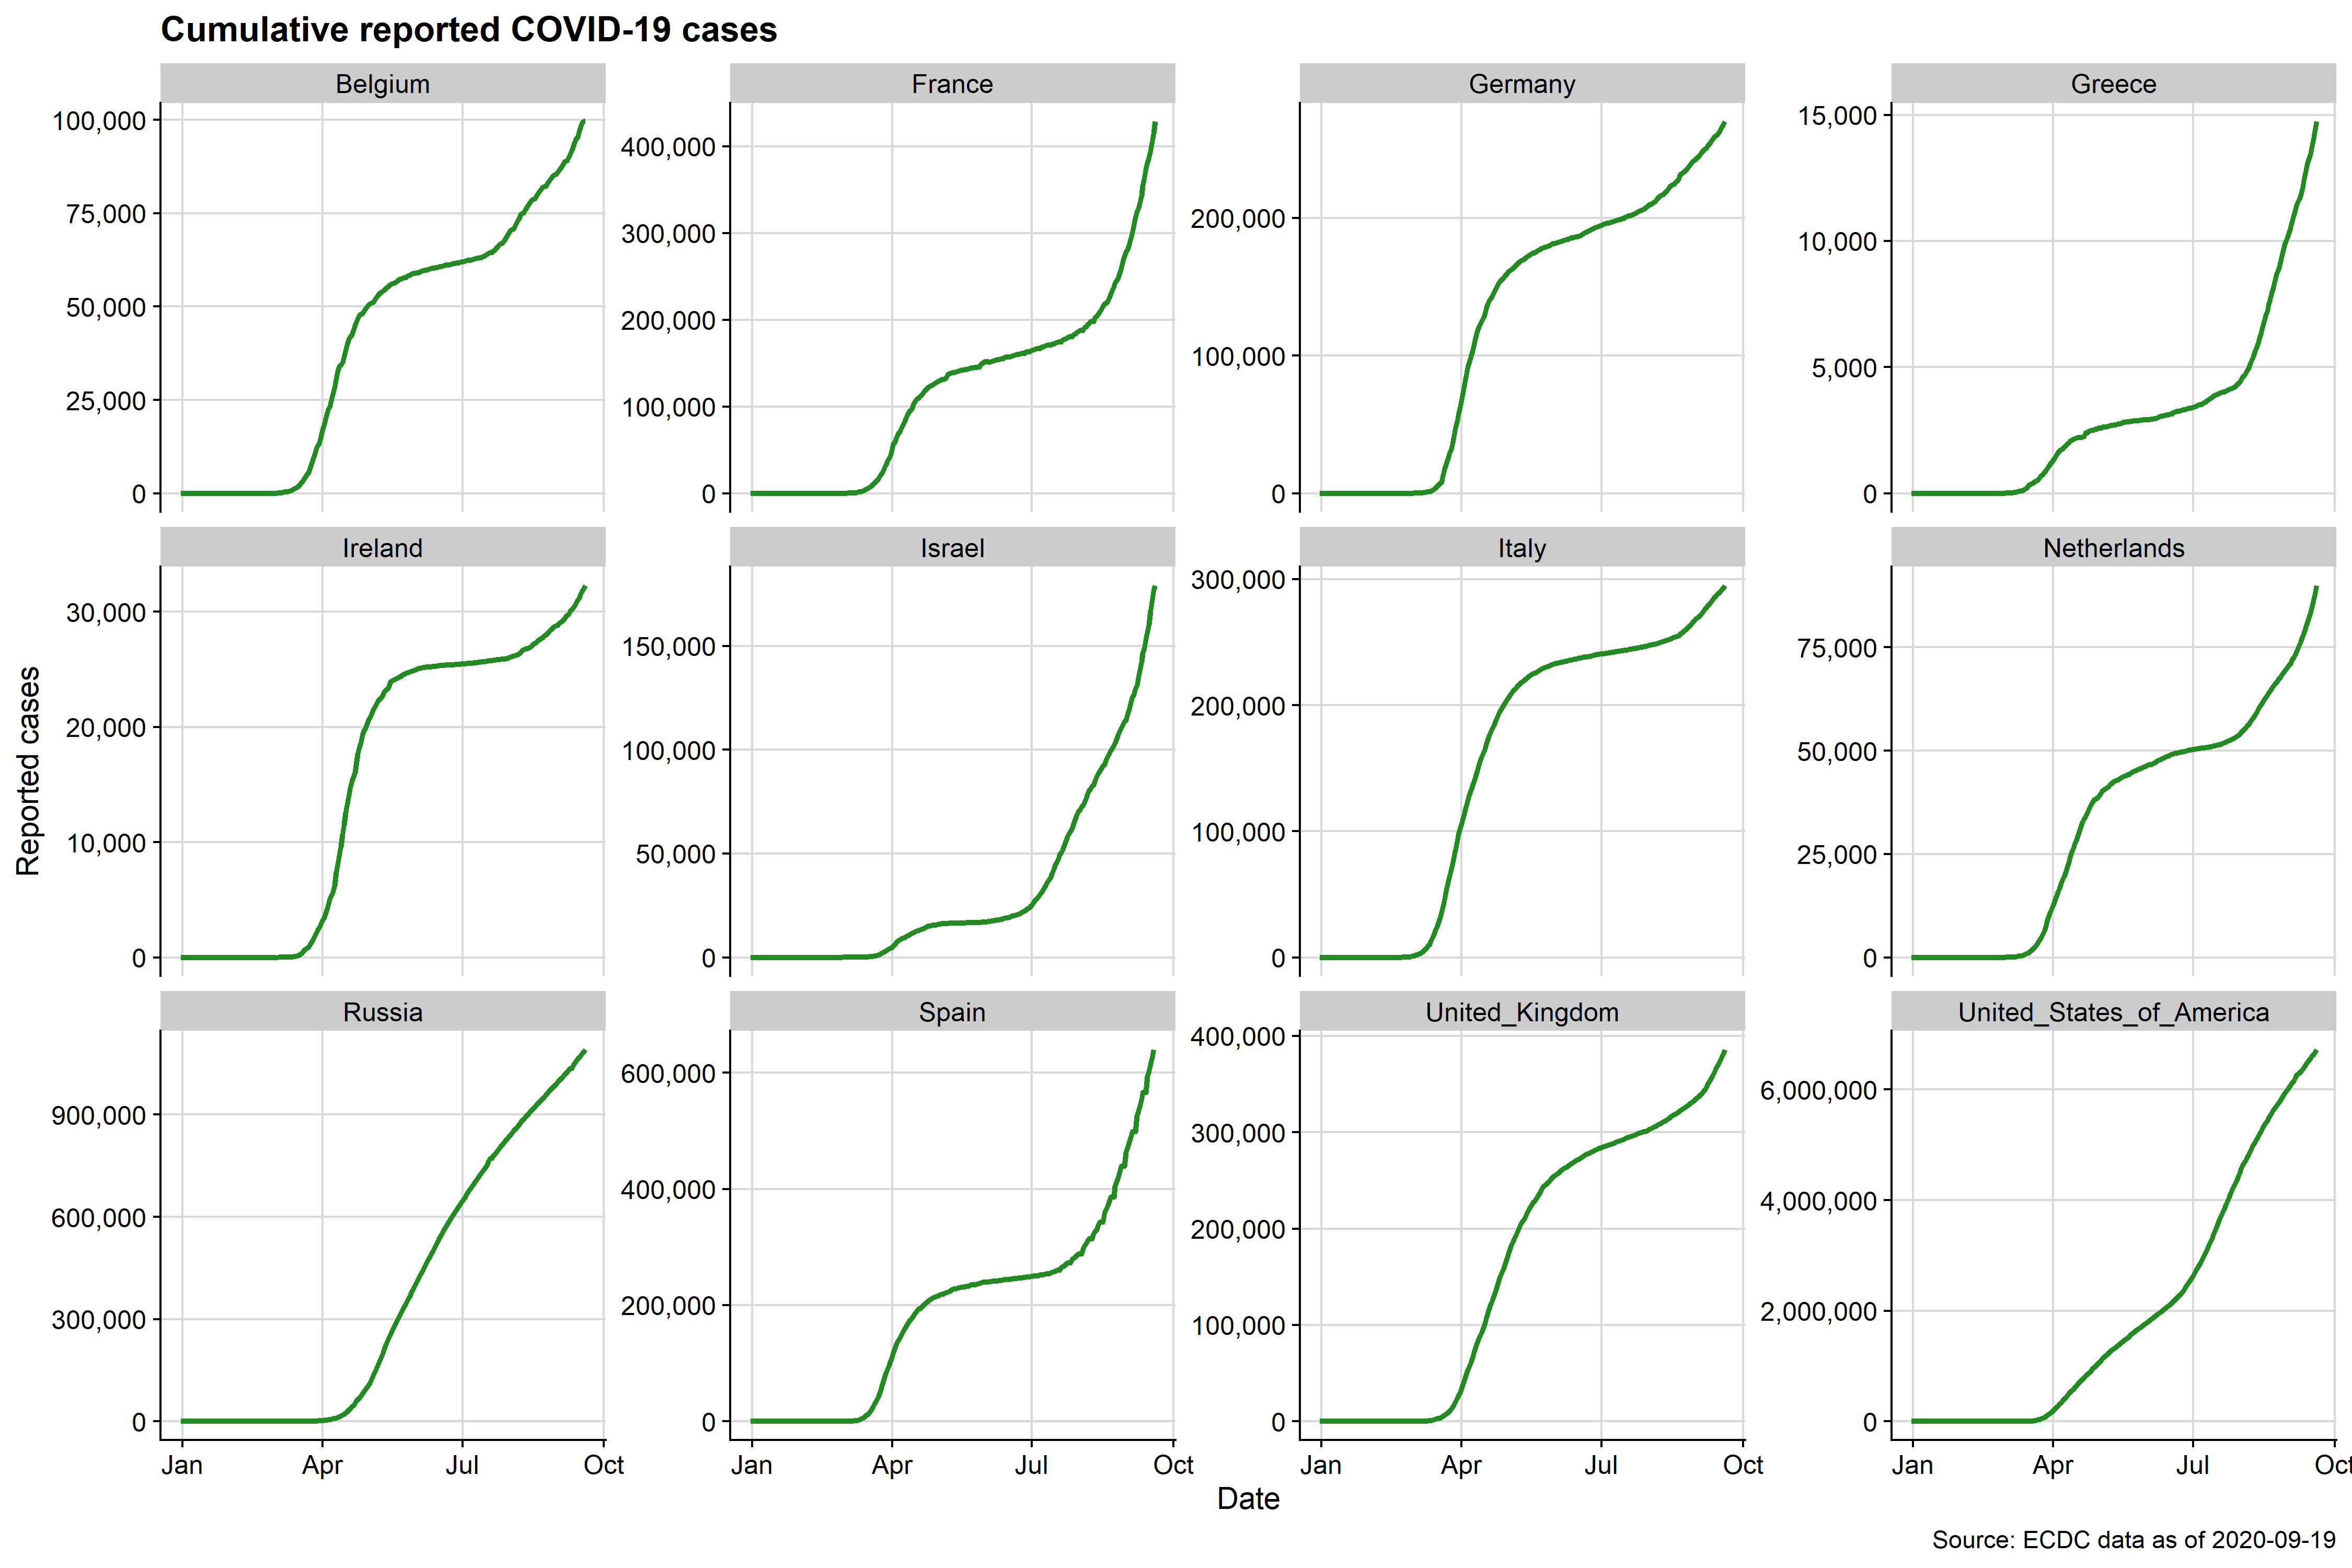 Cumulative reported COVID-19 cases
Belgium
France
Germany
Greece
100,000
75,000
50,000
25,000
0
400,000
300,000
200,000
100,000
0
200,000
100,000
0
15,000
10,000
5,000
0
Ireland
Israel
Italy
Netherlands
30,000
20,000
10,000
0
150,000
100,000
50,000
0
300,000
200,000
100,000
0
75,000
50,000
25,000
0
Reported cases
Russia
Spain
United_Kingdom
United_States_of_America
900,000
600,000
300,000
0
600,000
400,000
200,000
0
400,000
300,000
200,000
100,000
0
6,000,000
4,000,000
2,000,000
0
Jan Apr Jul Oct
Jan Apr Jul Oct
Jan Apr Jul Oct
Jan Apr Jul Oct
Date
Source: ECDC data as of 2020-09-19